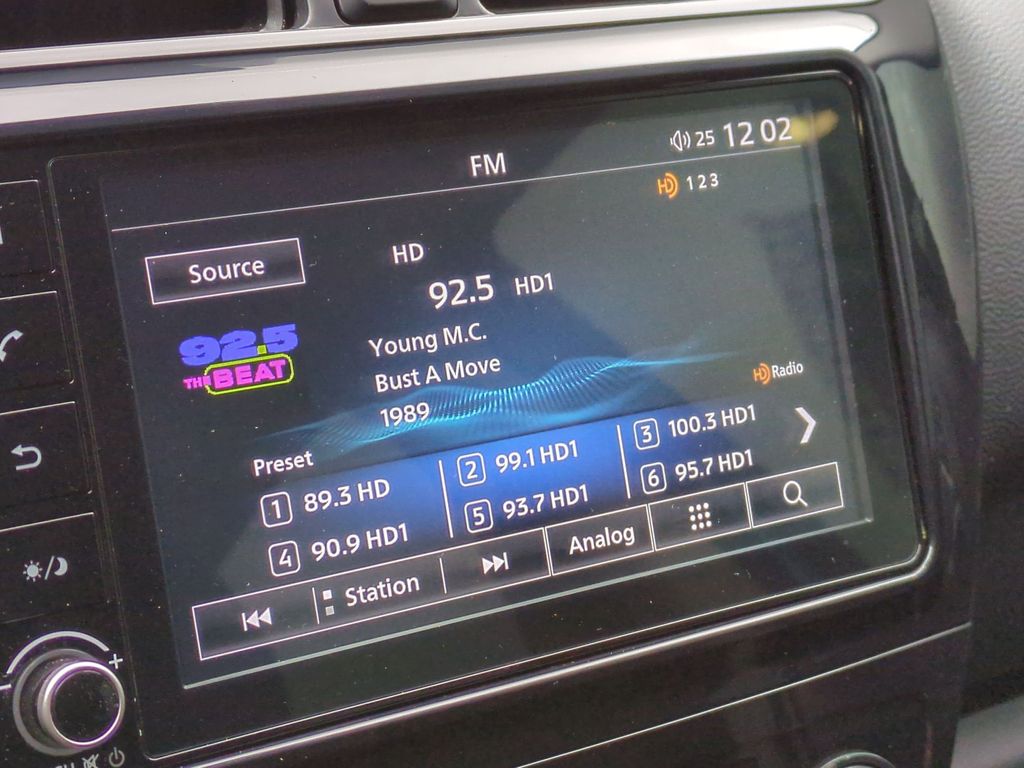 25 12 02
FM
HD 1 2 3
Source
HD
92.5 HD1
92.5
THE BEAT
Young M.C.
Bust A Move
1989
HD Radio
Preset
1 89.3 HD
2 99.1 HD1
3 100.3 HD1
4 90.9 HD1
5 93.7 HD1
6 95.7 HD1
Station
Analog